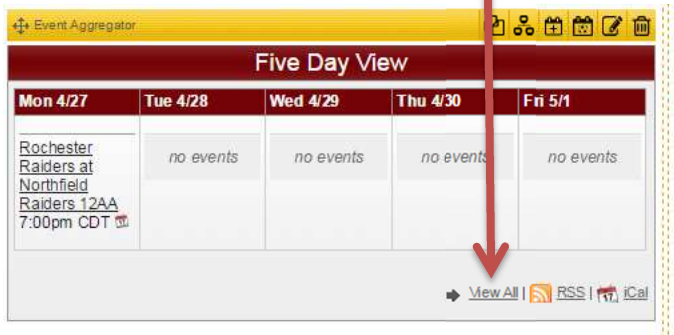 Event Aggregator
Five Day View
Mon 4/27 Tue 4/28 Wed 4/29 Thu 4/30 Fri 5/1
Rochester
Raiders at
Northfield
Raiders 12AA
7:00pm CDT
no events no events no events no events
View All | RSS | 17 iCal